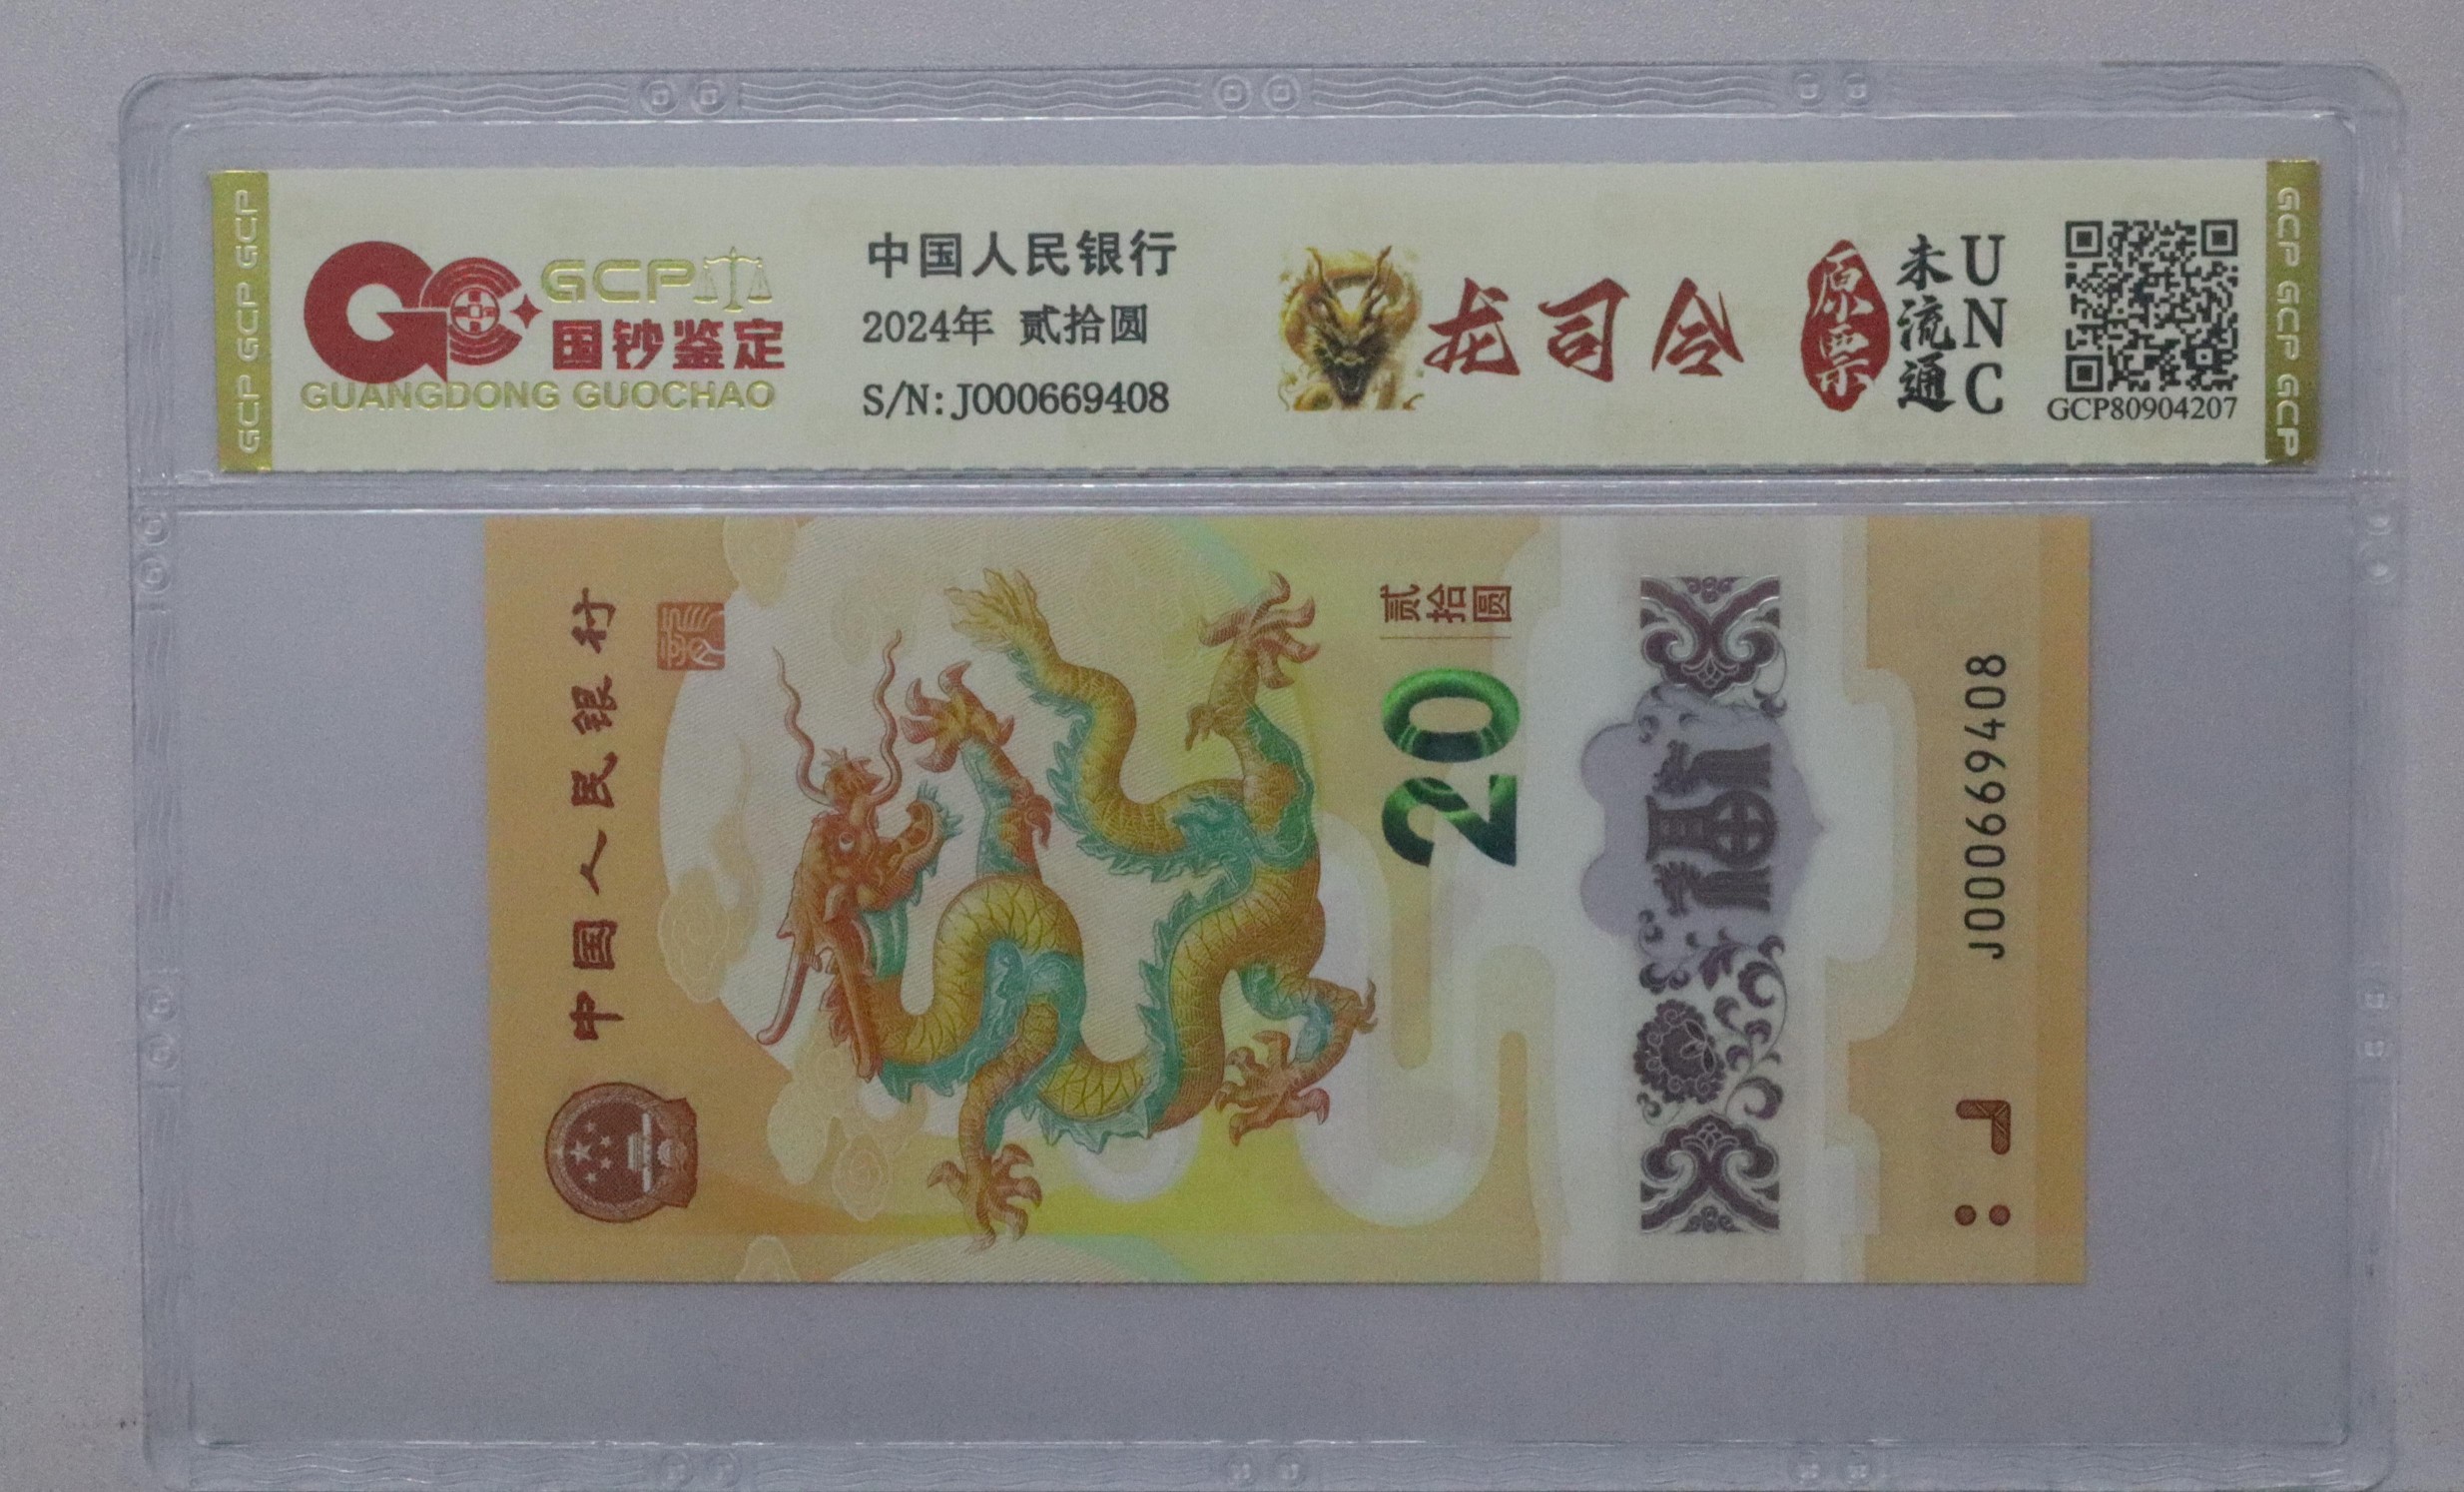 GCP GCP GCP
GCP
国钞鉴定
GUANGDONG GUOCHAO
中国人民银行
2024年 贰拾圆
S/N: J000669408
龙司令
原票
未流通
UNC
GCP80904207
GCP GCP GCP
中国人民银行
贰拾圆
20
J000669408